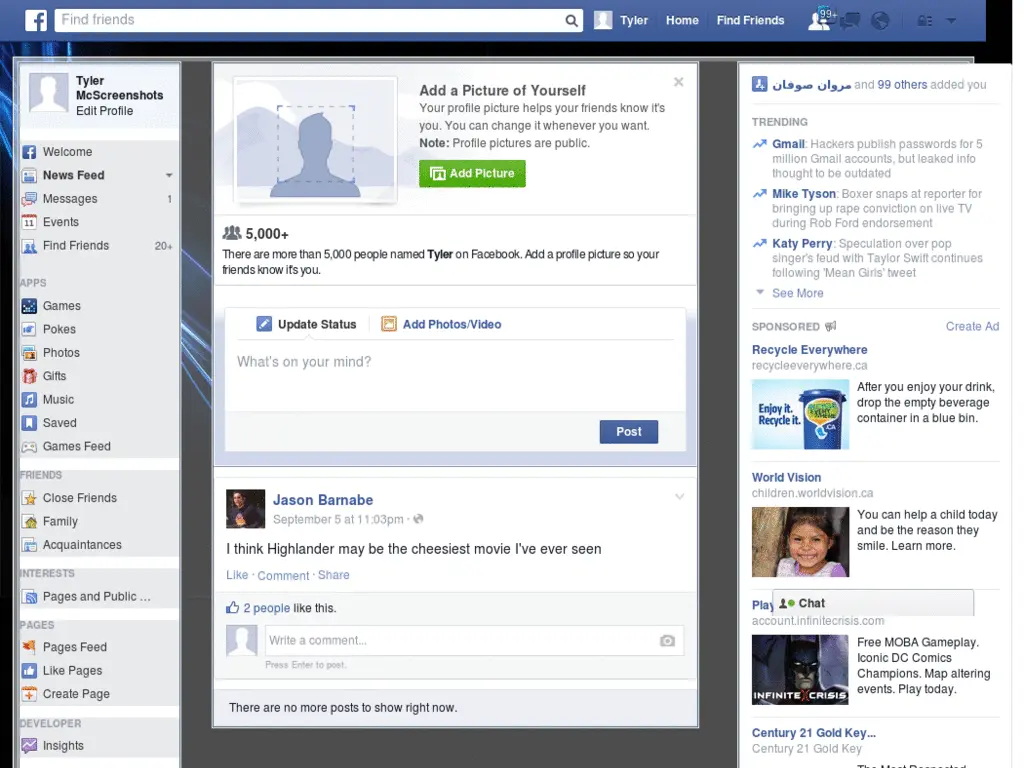 Find friends
Tyler
Home
Find Friends
99+
Tyler
McScreenshots
Edit Profile
Welcome
News Feed
Messages 1
11 Events
Find Friends 20+
APPS
Games
Pokes
Photos
Gifts
Music
Saved
Games Feed
FRIENDS
Close Friends
Family
Acquaintances
INTERESTS
Pages and Public ...
PAGES
Pages Feed
Like Pages
Create Page
DEVELOPER
Insights
Add a Picture of Yourself
Your profile picture helps your friends know it's
you. You can change it whenever you want.
Note: Profile pictures are public.
Add Picture
5,000+
There are more than 5,000 people named Tyler on Facebook. Add a profile picture so your
friends know it's you.
Update Status
Add Photos/Video
What's on your mind?
Post
Jason Barnabe
September 5 at 11:03pm ·
I think Highlander may be the cheesiest movie I've ever seen
Like · Comment · Share
2 people like this.
Write a comment...
Press Enter to post.
There are no more posts to show right now.
مروان صوفان and 99 others added you
TRENDING
Gmail: Hackers publish passwords for 5
million Gmail accounts, but leaked info
thought to be outdated
Mike Tyson: Boxer snaps at reporter for
bringing up rape conviction on live TV
during Rob Ford endorsement
Katy Perry: Speculation over pop
singer's feud with Taylor Swift continues
following 'Mean Girls' tweet
See More
SPONSORED
Create Ad
Recycle Everywhere
recycleeverywhere.ca
Enjoy it.
Recycle it.
RECYCLE
EVERYWHERE
.CA
After you enjoy your drink,
drop the empty beverage
container in a blue bin.
World Vision
children.worldvision.ca
You can help a child today
and be the reason they
smile. Learn more.
Play
Chat
account.infinitecrisis.com
INFINITE CRISIS
Free MOBA Gameplay.
Iconic DC Comics
Champions. Map altering
events. Play today.
Century 21 Gold Key...
Century 21 Gold Key